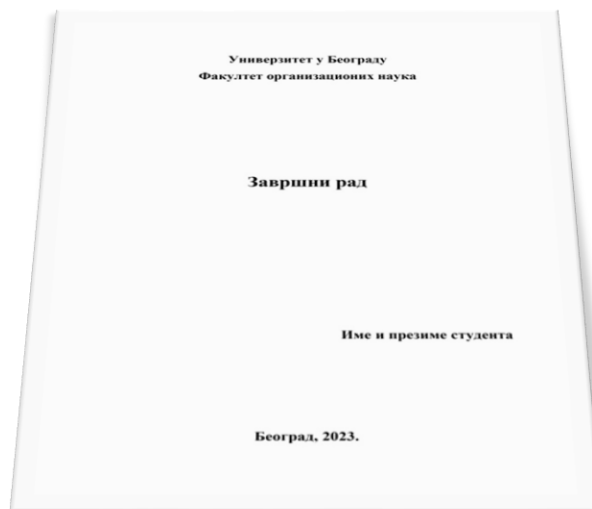 Универзитет у Београду
Факултет организационих наука
Завршни рад
Име и презиме студента
Београд, 2023.